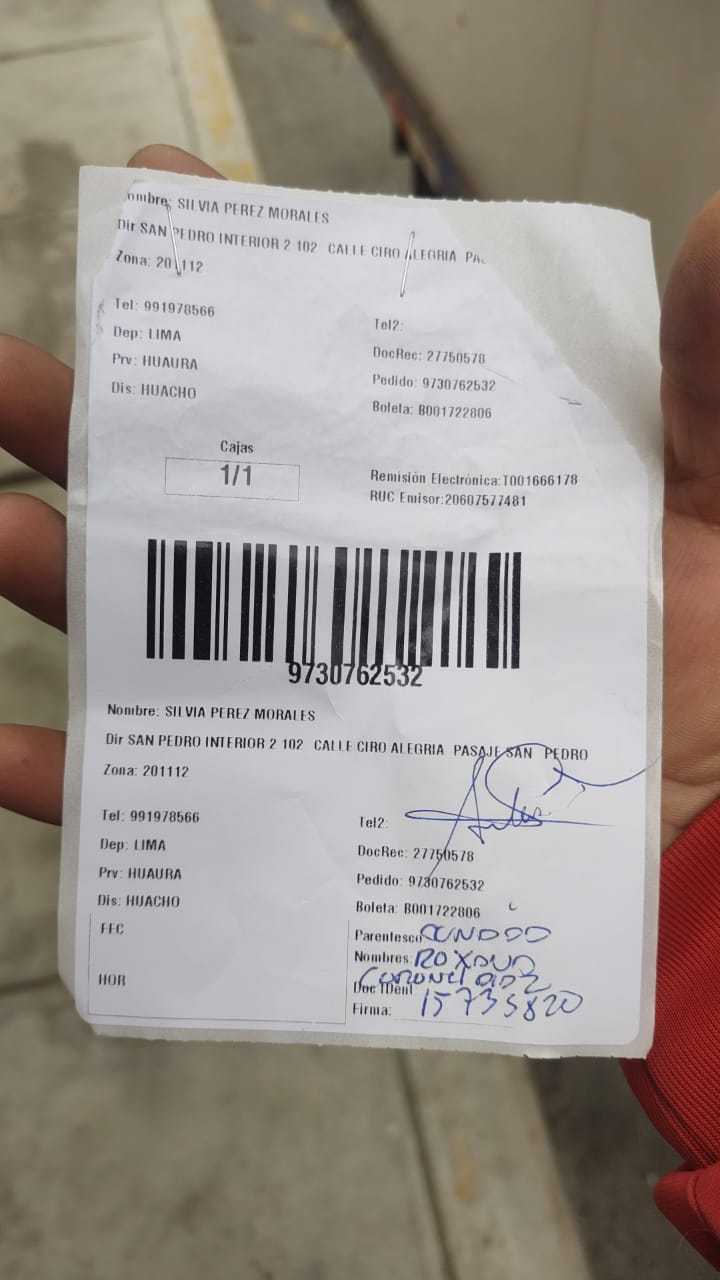 ombre: SILVIA PEREZ MORALES
Dir SAN PEDRO INTERIOR 2 102 CALLE CIRO ALEGRIA PA
Zona: 201112
Tel: 991978566
Tel2:
Dep: LIMA
DocRec: 27750578
Prv: HUAURA
Pedido: 9730762532
Dis: HUACHO
Boleta: B001722806
Cajas
1/1
Remisión Electrónica:T001666178
RUC Emisor:20607577481
9730762532
Nombre: SILVIA PEREZ MORALES
Dir SAN PEDRO INTERIOR 2 102 CALLE CIRO ALEGRIA PASAJE SAN PEDRO
Zona: 201112
Tel: 991978566
Tel2:
Dep: LIMA
DocRec: 27750578
Prv: HUAURA
Pedido: 9730762532
Dis: HUACHO
Boleta: B001722806
FEC
Parentesco
Nombres: ROXANA
HOR
Doc Iden
Firma: 15735820